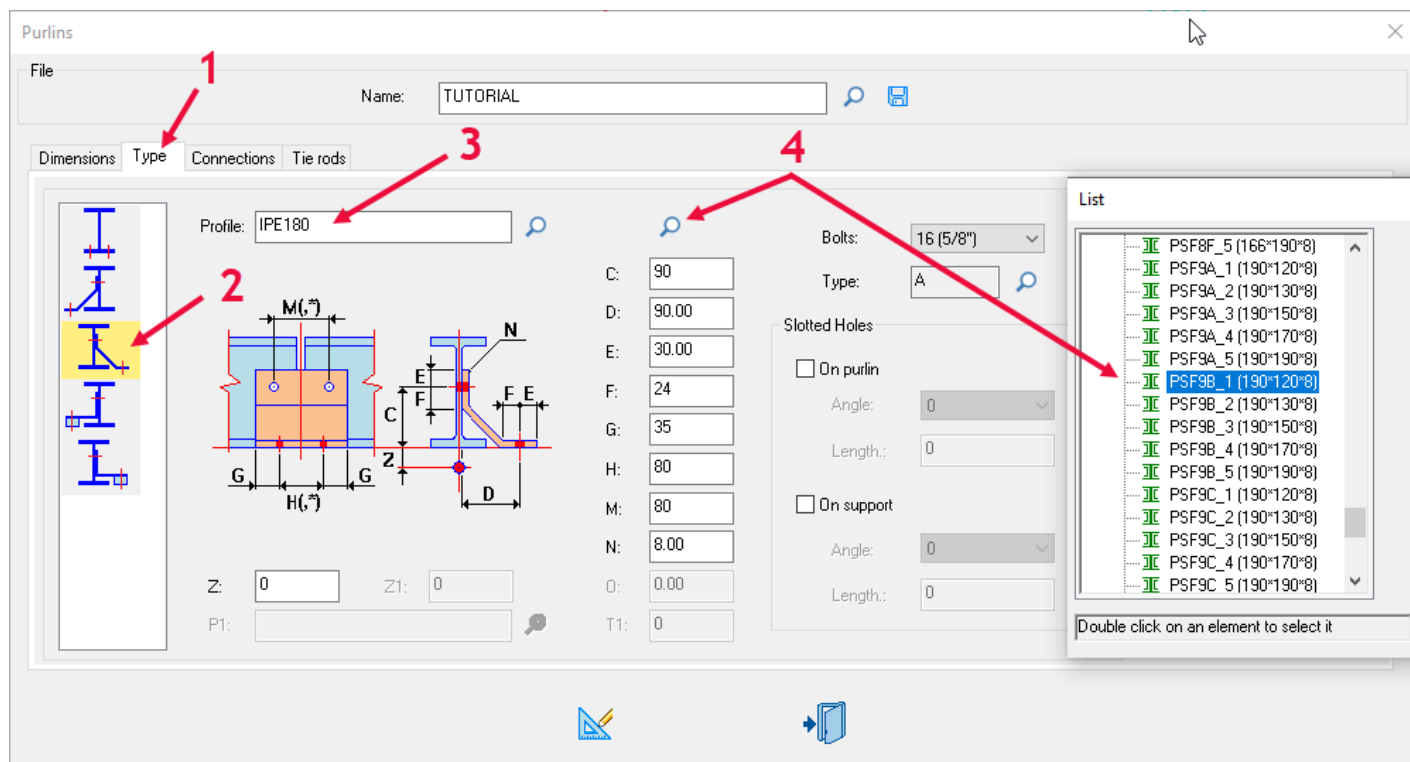 Purlins
File
1
Name: TUTORIAL
3
4
Dimensions Type Connections Tie rods
List
Profile: IPE180
Bolts: 16 (5/8")
Type: A
2
M(,*)
N
E
F
C
F E
Z
G
G
H(,*)
D
C: 90
D: 90.00
E: 30.00
F: 24
G: 35
H: 80
M: 80
N: 8.00
O: 0.00
T1: 0
Z: 0
Z1: 0
P1:
Slotted Holes
On purlin
Angle: 0
Length.: 0
On support
Angle: 0
Length.: 0
PSF8F_5 (166*190*8)
PSF9A_1 (190*120*8)
PSF9A_2 (190*130*8)
PSF9A_3 (190*150*8)
PSF9A_4 (190*170*8)
PSF9A_5 (190*190*8)
PSF9B_1 (190*120*8)
PSF9B_2 (190*130*8)
PSF9B_3 (190*150*8)
PSF9B_4 (190*170*8)
PSF9B_5 (190*190*8)
PSF9C_1 (190*120*8)
PSF9C_2 (190*130*8)
PSF9C_3 (190*150*8)
PSF9C_4 (190*170*8)
PSF9C_5 (190*190*8)
Double click on an element to select it